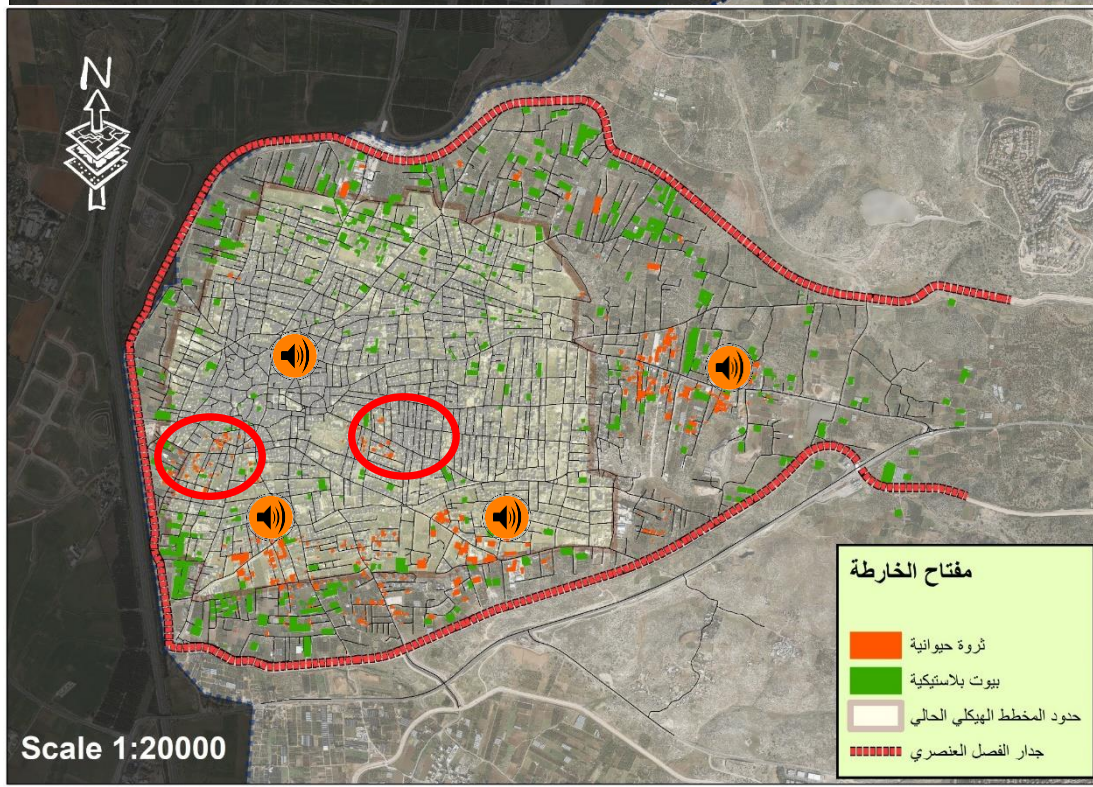 N
مفتاح الخارطة
ثروة حيوانية
بيوت بلاستيكية
حدود المخطط الهيكلي الحالي
جدار الفصل العنصري
Scale 1:20000